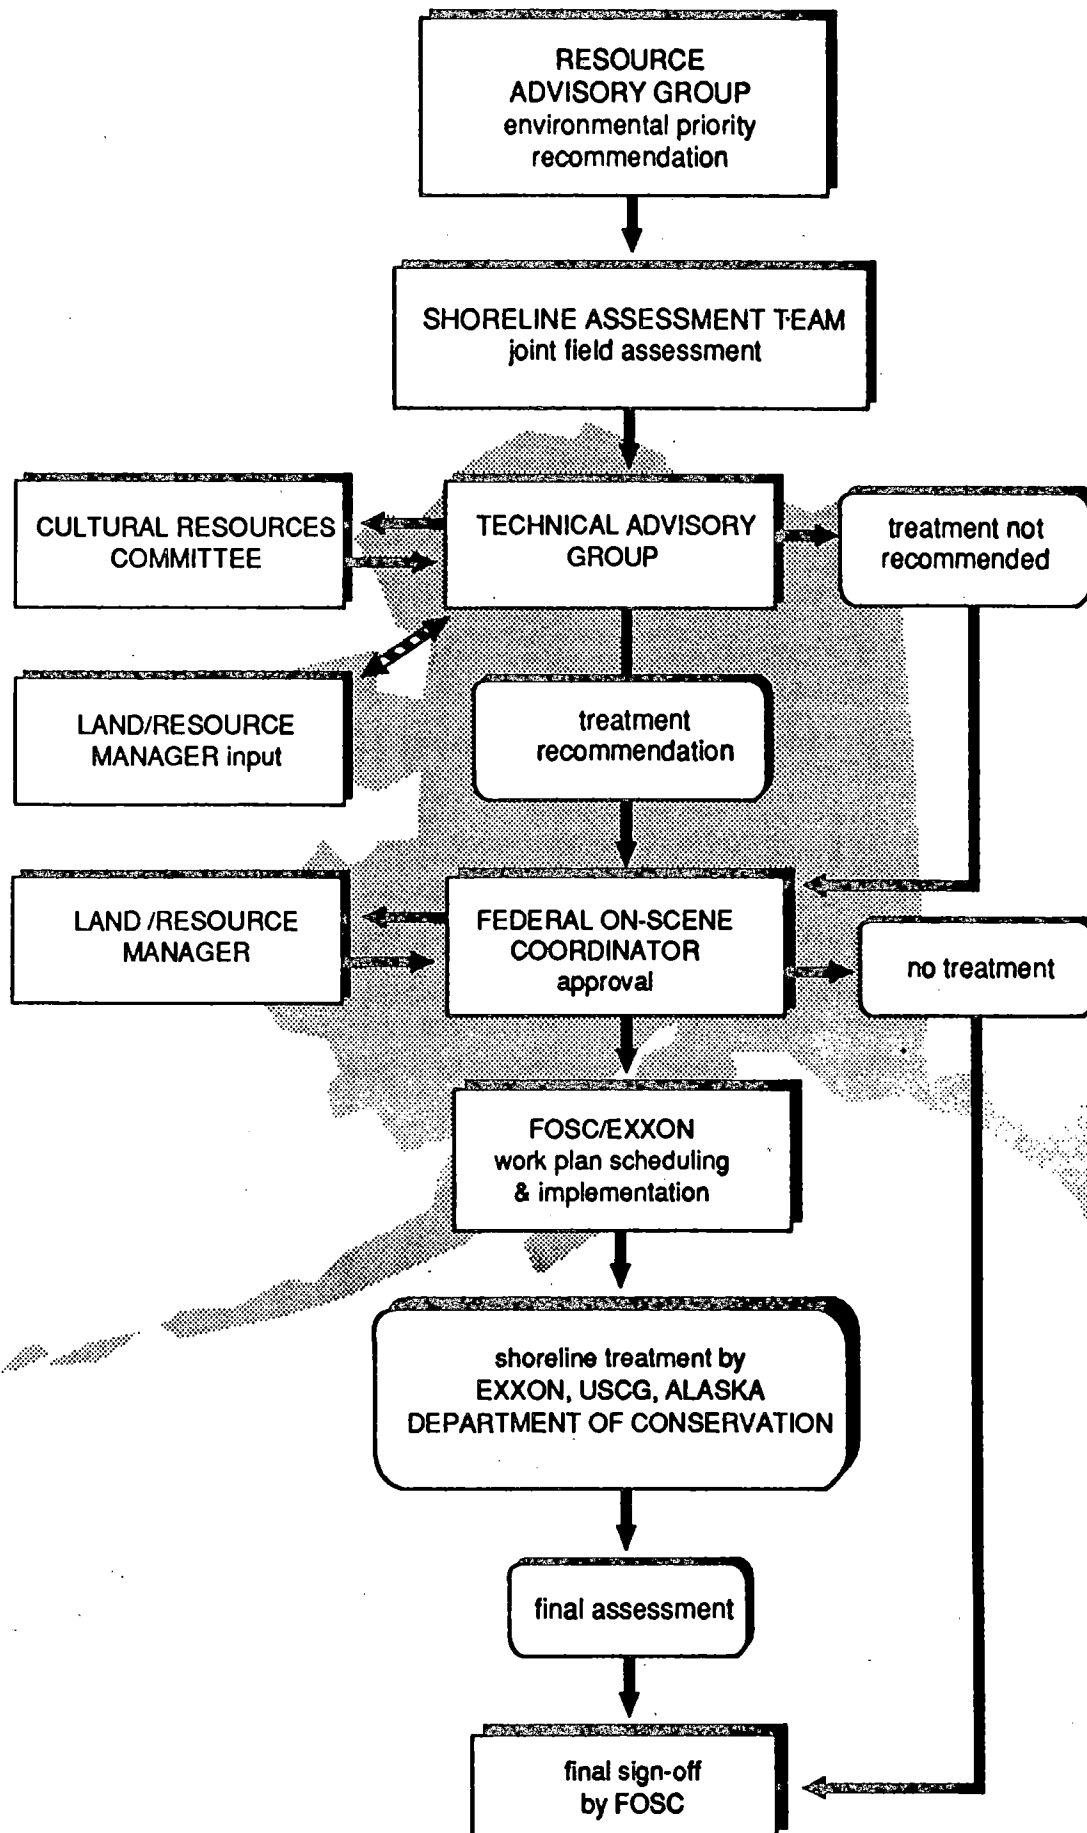 RESOURCE
ADVISORY GROUP
environmental priority
recommendation
SHORELINE ASSESSMENT TEAM
joint field assessment
CULTURAL RESOURCES
COMMITTEE
TECHNICAL ADVISORY
GROUP
treatment not
recommended
LAND/RESOURCE
MANAGER input
treatment
recommendation
LAND /RESOURCE
MANAGER
FEDERAL ON-SCENE
COORDINATOR
approval
no treatment
FOSC/EXXON
work plan scheduling
& implementation
shoreline treatment by
EXXON, USCG, ALASKA
DEPARTMENT OF CONSERVATION
final assessment
final sign-off
by FOSC